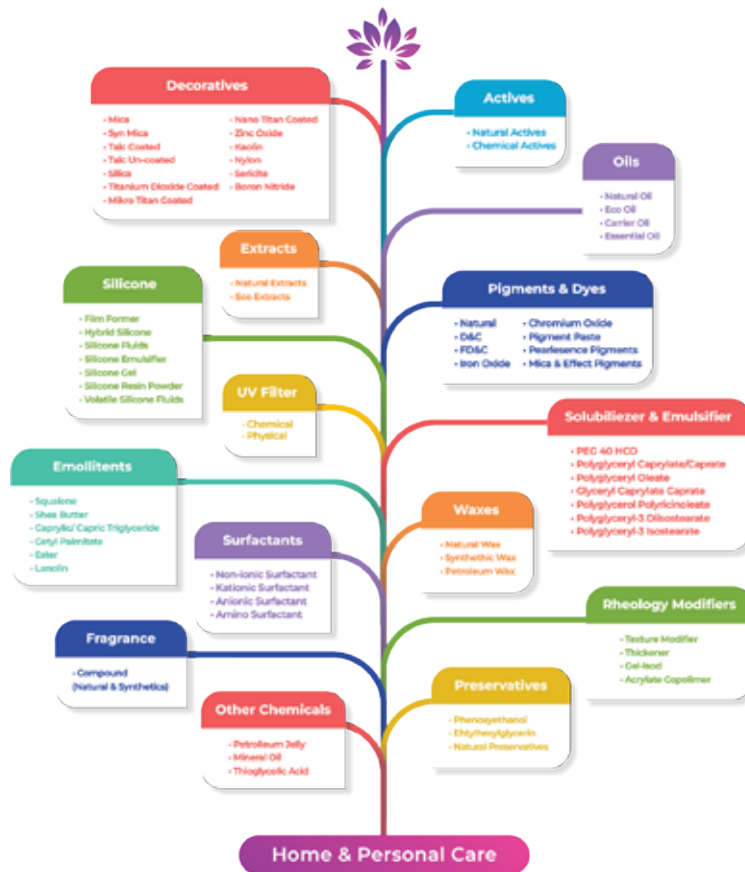 Decoratives
• Mica
• Syn Mica
• Talc Coated
• Talc Un-coated
• Silica
• Titanium Dioxide Coated
• Mikro Titan Coated
• Nano Titan Coated
• Zinc Oxide
• Kaolin
• Nylon
• Sericite
• Boron Nitride
Actives
• Natural Actives
• Chemical Actives
Oils
• Natural Oil
• Eco Oil
• Carrier Oil
• Essential Oil
Extracts
• Natural Extracts
• Eco Extracts
Silicone
• Film Former
• Hybrid Silicone
• Silicone Fluids
• Silicone Emulsifier
• Silicone Gel
• Silicone Resin Powder
• Volatile Silicone Fluids
Pigments & Dyes
• Natural
• D&C
• FD&C
• Iron Oxide
• Chromium Oxide
• Pigment Paste
• Pearlesence Pigments
• Mica & Effect Pigments
UV Filter
• Chemical
• Physical
Solubiliezer & Emulsifier
• PEG 40 HCO
• Polyglyceryl Caprylate/Caprate
• Polyglyceryl Oleate
• Glyceryl Caprylate Caprate
• Polyglycerol Polyricinoleate
• Polyglyceryl-3 Diisostearate
• Polyglyceryl-3 Isostearate
Emollitents
• Squalene
• Shea Butter
• Caprylic/ Capric Triglyceride
• Cetyl Palmitate
• Ester
• Lanolin
Waxes
• Natural Wax
• Synthethic Wax
• Petroleum Wax
Surfactants
• Non-ionic Surfactant
• Kationic Surfactant
• Anionic Surfactant
• Amino Surfactant
Rheology Modifiers
• Texture Modifier
• Thickener
• Acrylate Copolimer
Fragrance
• Compound
(Natural & Synthetics)
Preservatives
• Phenoxyethanol
• Ehtylhexylglycerin
• Natural Preservatives
Other Chemicals
• Petrolleum Jelly
• Mineral Oil
• Thioglycolic Acid
Home & Personal Care